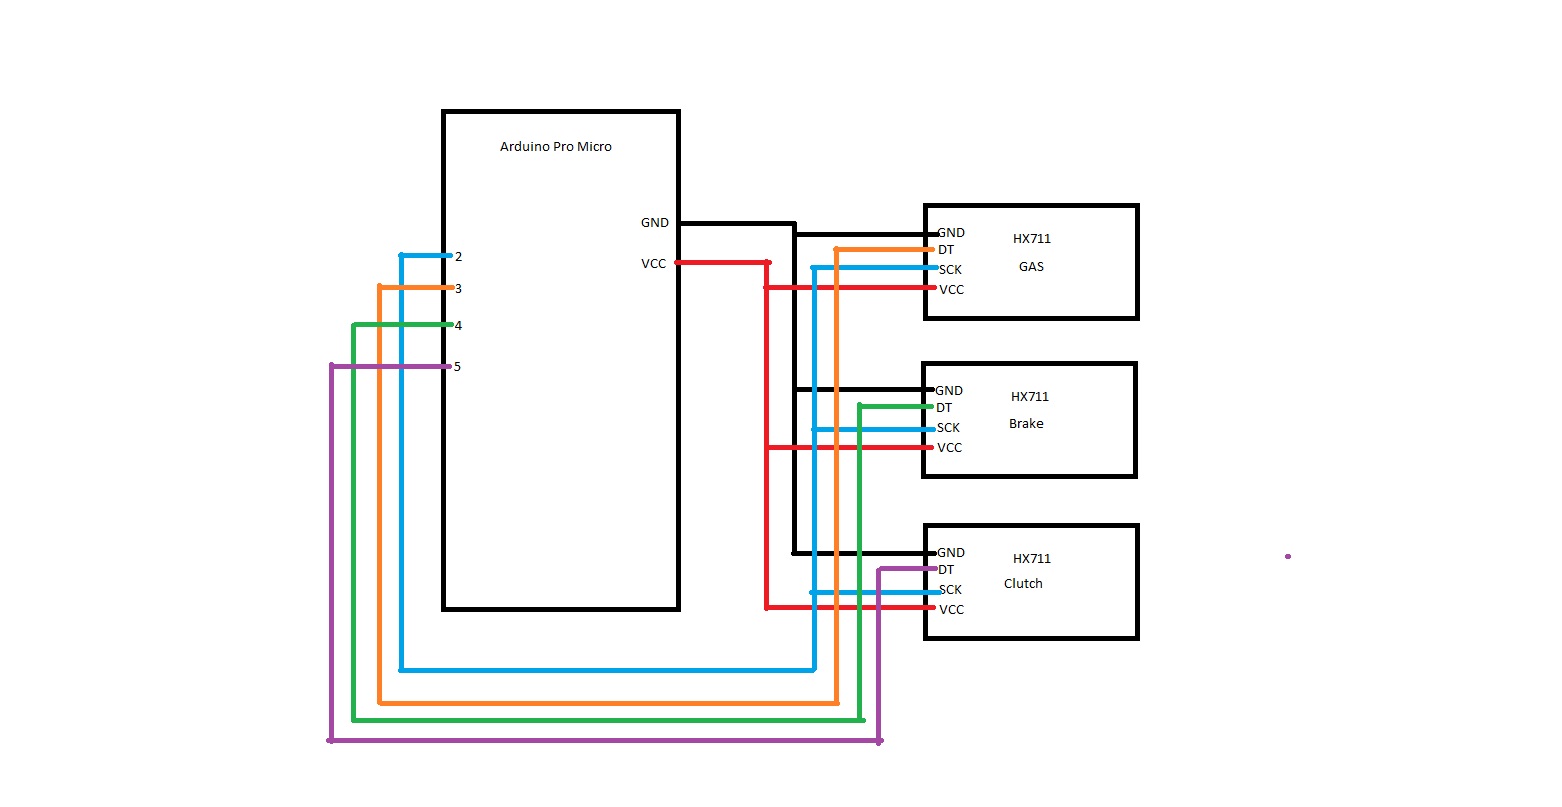 Arduino Pro Micro
GND
VCC
2
3
4
5
GND
DT
SCK
VCC
HX711
GAS
GND
DT
SCK
VCC
HX711
Brake
GND
DT
SCK
VCC
HX711
Clutch